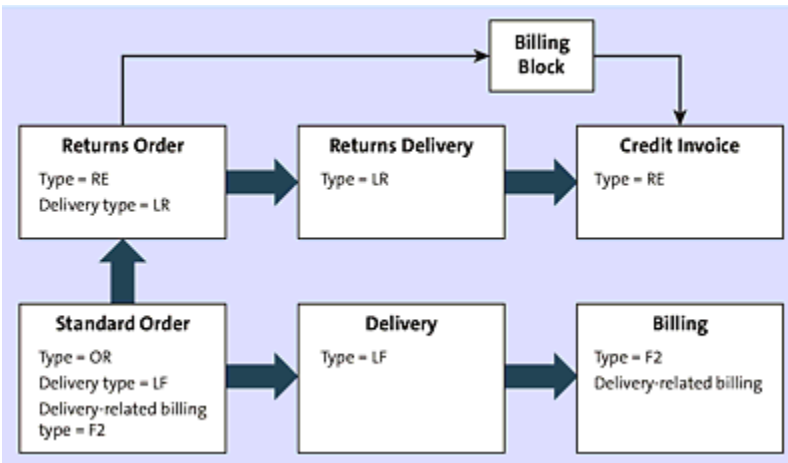 Billing
Block
Returns Order
Type = RE
Delivery type = LR
Returns Delivery
Type = LR
Credit Invoice
Type = RE
Standard Order
Type = OR
Delivery type = LF
Delivery-related billing
type = F2
Delivery
Type = LF
Billing
Type = F2
Delivery-related billing